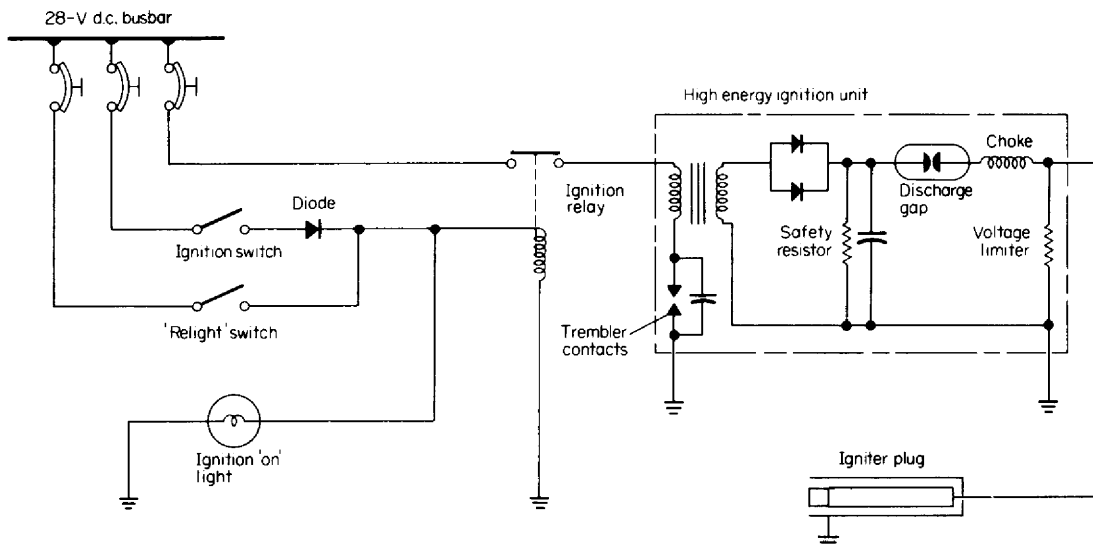 28-V d.c. busbar
High energy ignition unit
Choke
Ignition
relay
Discharge
gap
Diode
Ignition switch
Safety
resistor
Voltage
limiter
'Relight' switch
Trembler
contacts
Ignition 'on'
light
Igniter plug